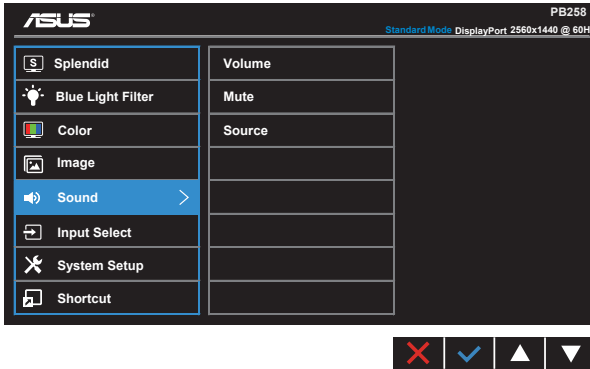 ASUS
PB258
Standard Mode DisplayPort 2560x1440 @ 60H
S Splendid
Blue Light Filter
Color
Image
Sound
Input Select
System Setup
Shortcut
Volume
Mute
Source